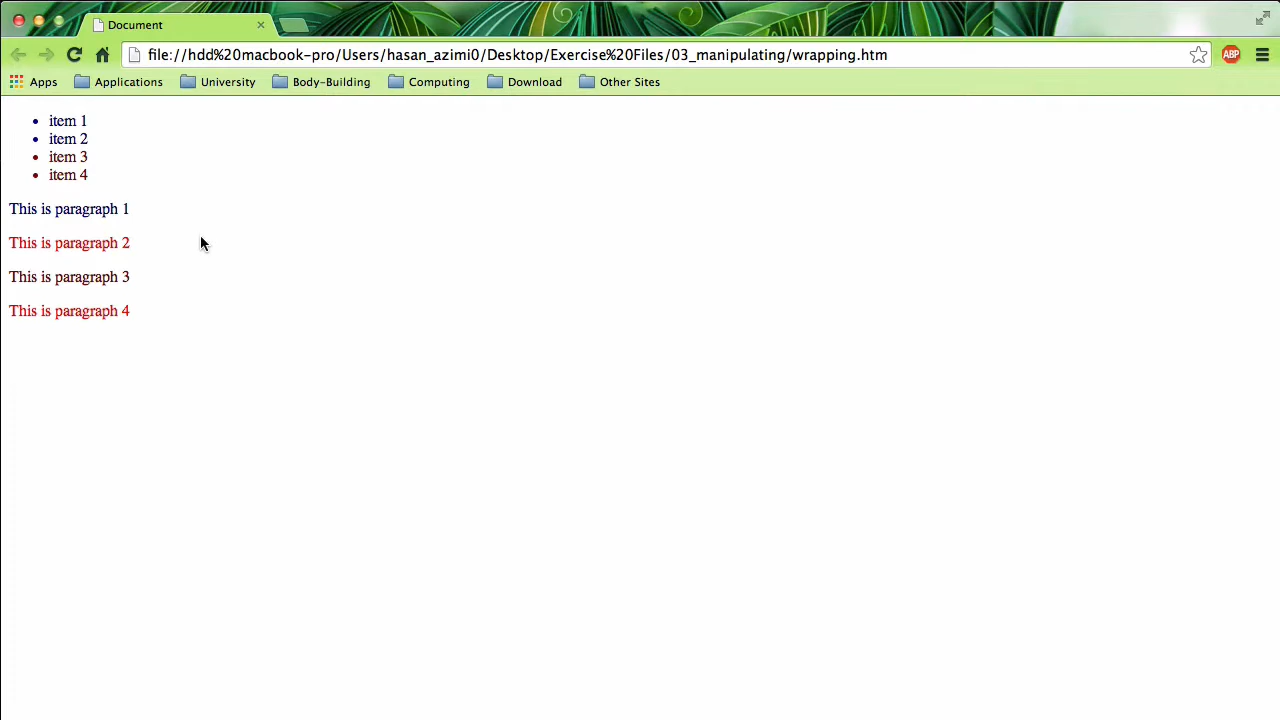 Document
file://hdd%20macbook-pro/Users/hasan_azimi0/Desktop/Exercise%20Files/03_manipulating/wrapping.htm
ABP
Apps Applications University Body-Building Computing Download Other Sites
• item 1
• item 2
• item 3
• item 4
This is paragraph 1
This is paragraph 2
This is paragraph 3
This is paragraph 4